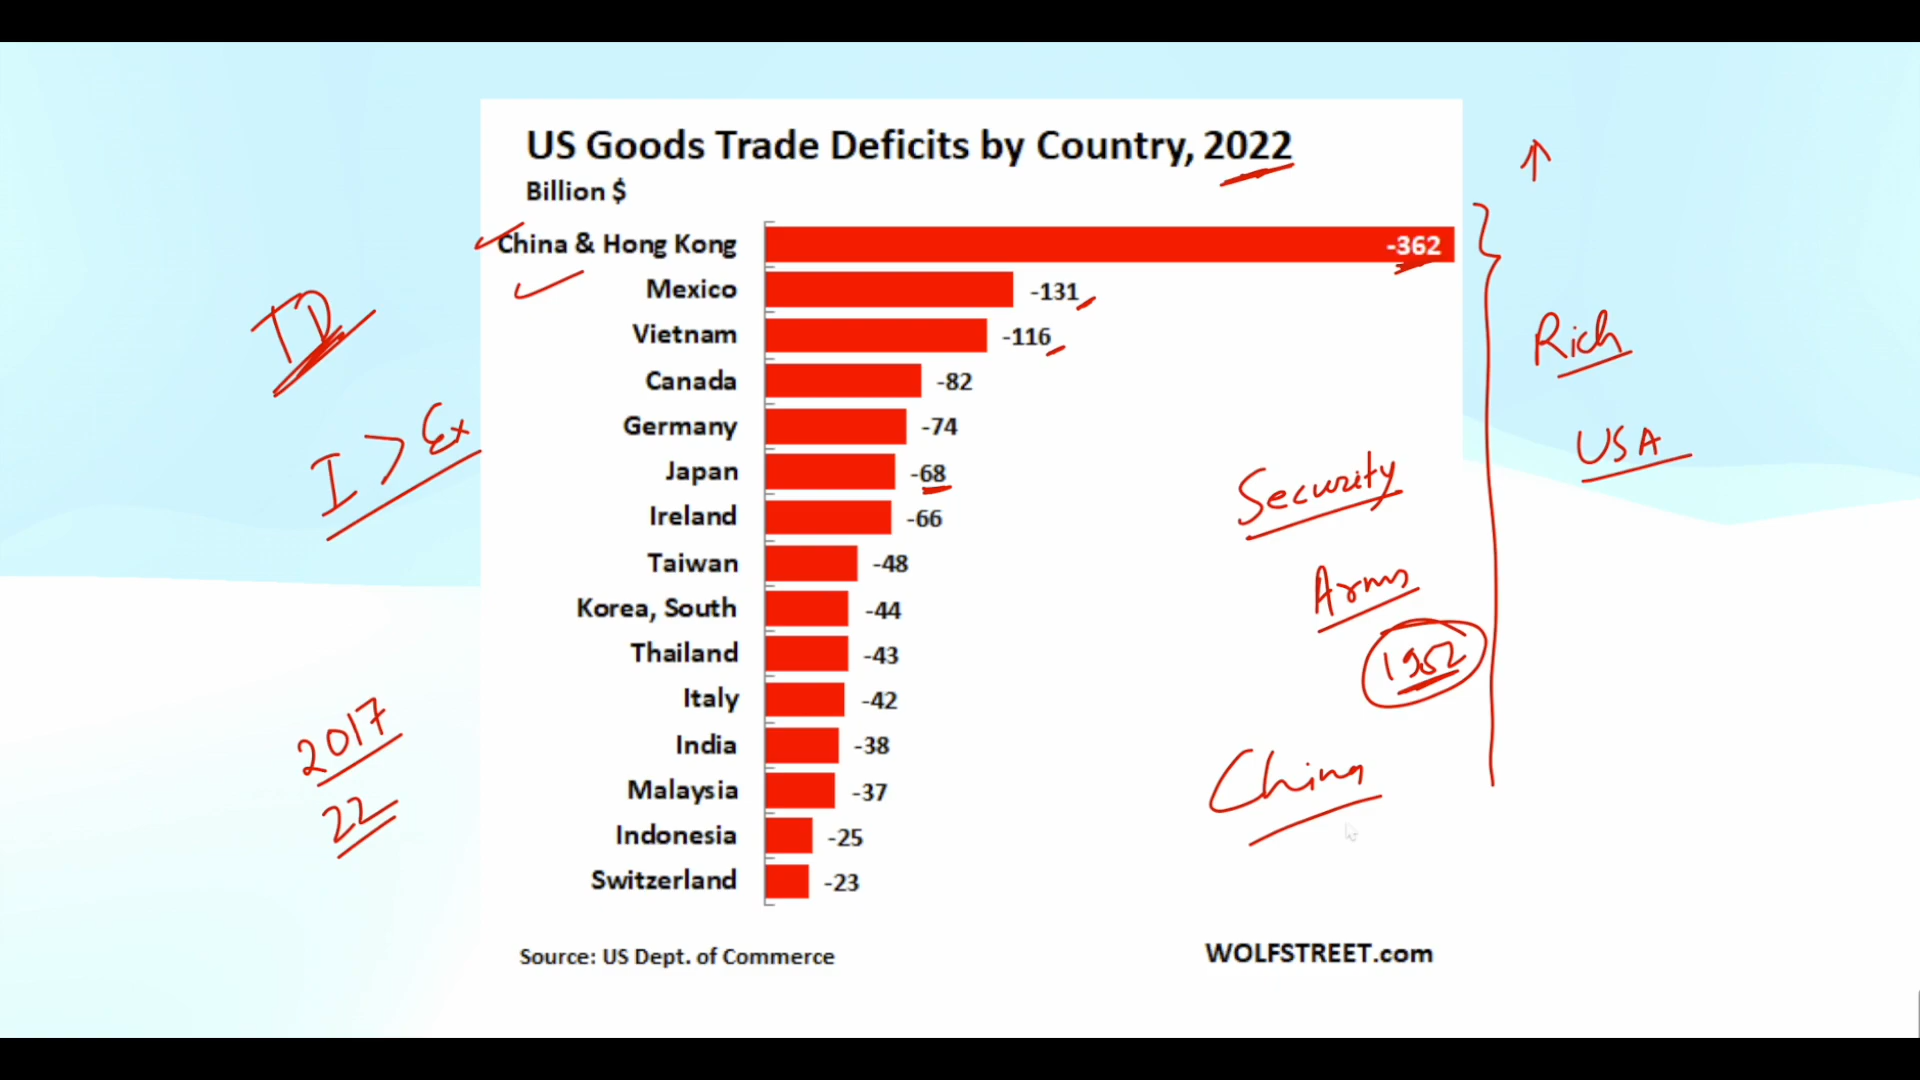 US Goods Trade Deficits by Country, 2022
Billion $
China & Hong Kong -362
Mexico -131
Vietnam -116
Canada -82
Germany -74
Japan -68
Ireland -66
Taiwan -48
Korea, South -44
Thailand -43
Italy -42
India -38
Malaysia -37
Indonesia -25
Switzerland -23
Source: US Dept. of Commerce
WOLFSTREET.com
TD
I > Ex
2017
22
Security
Arms
1952
China
Rich
USA